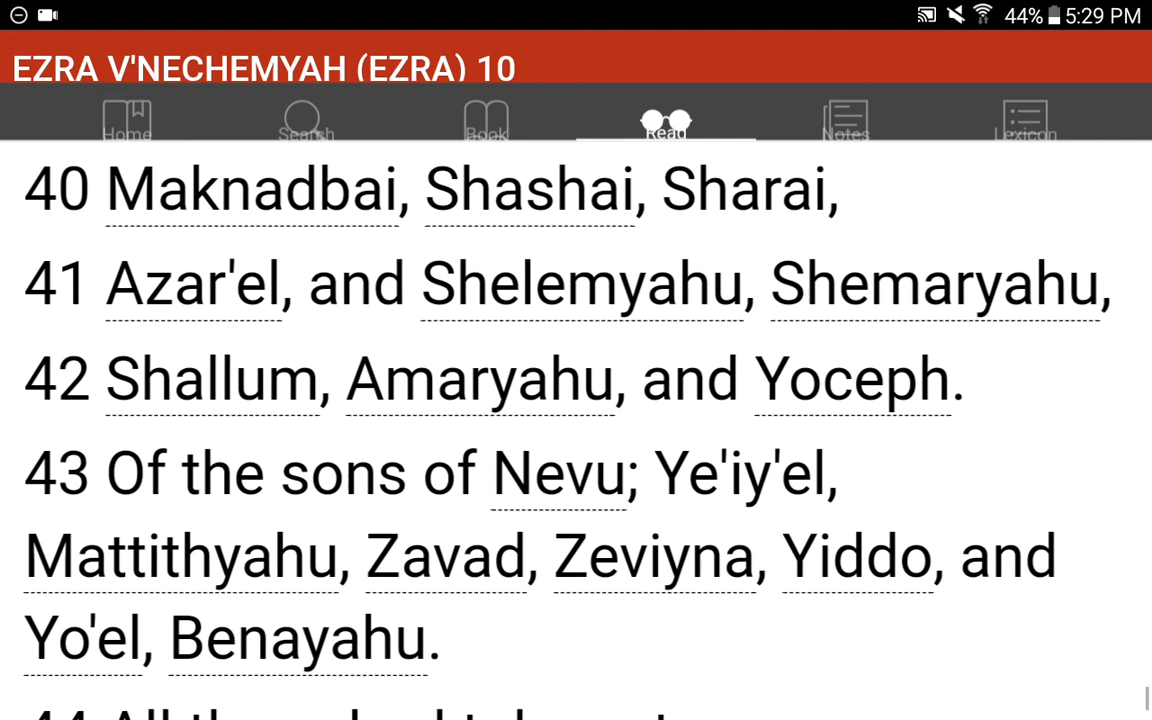 44% 5:29 PM
EZRA V'NECHEMYAH (EZRA) 10
Home Search Book Read Notes Lexicon
40 Maknadbai, Shashai, Sharai,
41 Azar'el, and Shelemyahu, Shemaryahu,
42 Shallum, Amaryahu, and Yoceph.
43 Of the sons of Nevu; Ye'iy'el,
Mattithyahu, Zavad, Zeviyna, Yiddo, and
Yo'el, Benayahu.
44 All